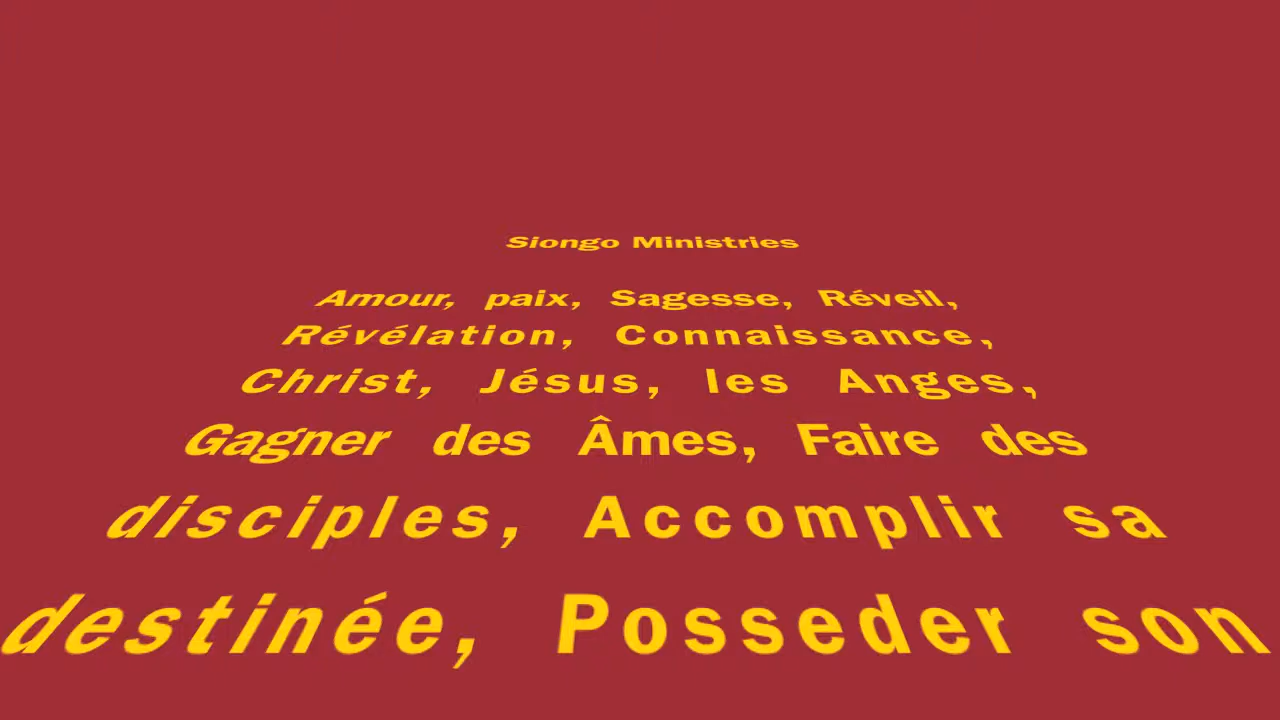 Siongo Ministries
Amour, paix, Sagesse, Réveil,
Révélation, Connaissance,
Christ, Jésus, les Anges,
Gagner des Âmes, Faire des
disciples, Accomplir sa
destinée, Posseder son